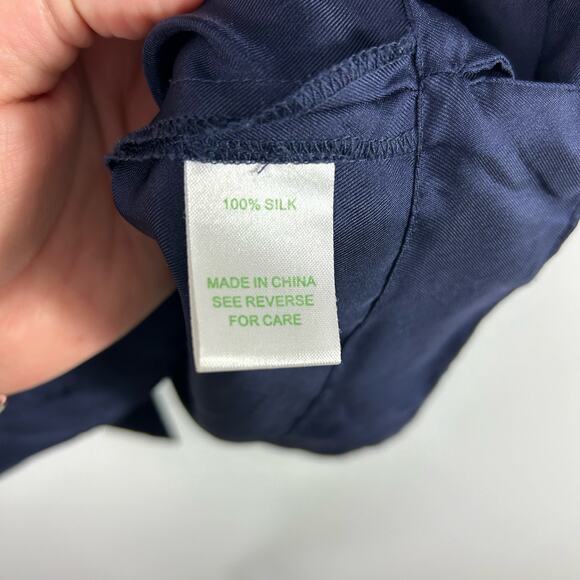 100% SILK
MADE IN CHINA
SEE REVERSE
FOR CARE